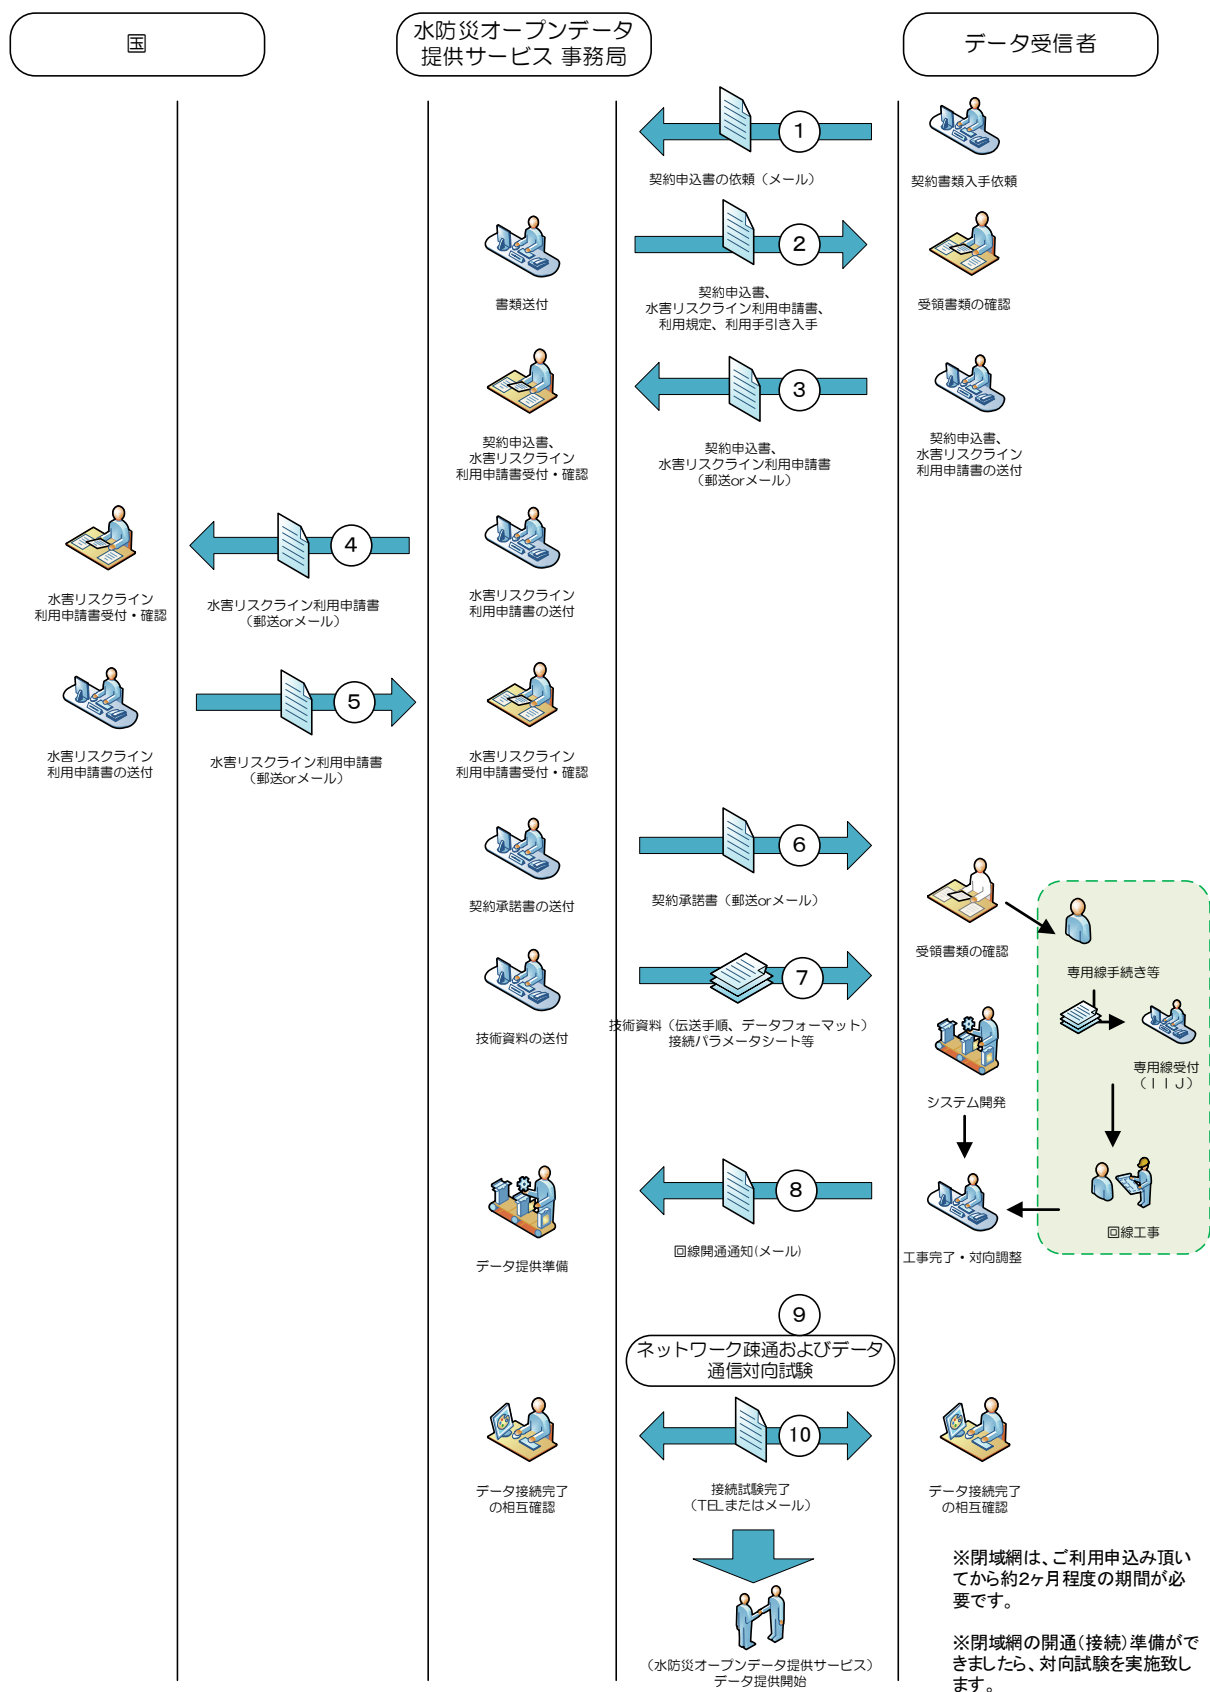 国
水防災オープンデータ
提供サービス 事務局
データ受信者
1
契約申込書の依頼（メール）
契約書類入手依頼
2
書類送付
契約申込書、
水害リスクライン利用申請書、
利用規定、利用手引き入手
受領書類の確認
3
契約申込書、
水害リスクライン
利用申請書受付・確認
契約申込書、
水害リスクライン利用申請書
（郵送orメール）
契約申込書、
水害リスクライン
利用申請書の送付
4
水害リスクライン
利用申請書受付・確認
水害リスクライン利用申請書
（郵送orメール）
水害リスクライン
利用申請書の送付
5
水害リスクライン
利用申請書の送付
水害リスクライン利用申請書
（郵送orメール）
水害リスクライン
利用申請書受付・確認
6
契約承諾書の送付
契約承諾書（郵送orメール）
受領書類の確認
専用線手続き等
7
技術資料の送付
技術資料（伝送手順、データフォーマット）
接続パラメータシート等
システム開発
専用線受付
（ＩＩＪ）
8
データ提供準備
回線開通通知(メール)
工事完了・対向調整
回線工事
9
ネットワーク疎通およびデータ
通信対向試験
10
データ接続完了
の相互確認
接続試験完了
（TELまたはメール）
データ接続完了
の相互確認
（水防災オープンデータ提供サービス）
データ提供開始
※閉域網は、ご利用申込み頂い
てから約2ヶ月程度の期間が必
要です。
※閉域網の開通（接続）準備がで
きましたら、対向試験を実施致し
ます。